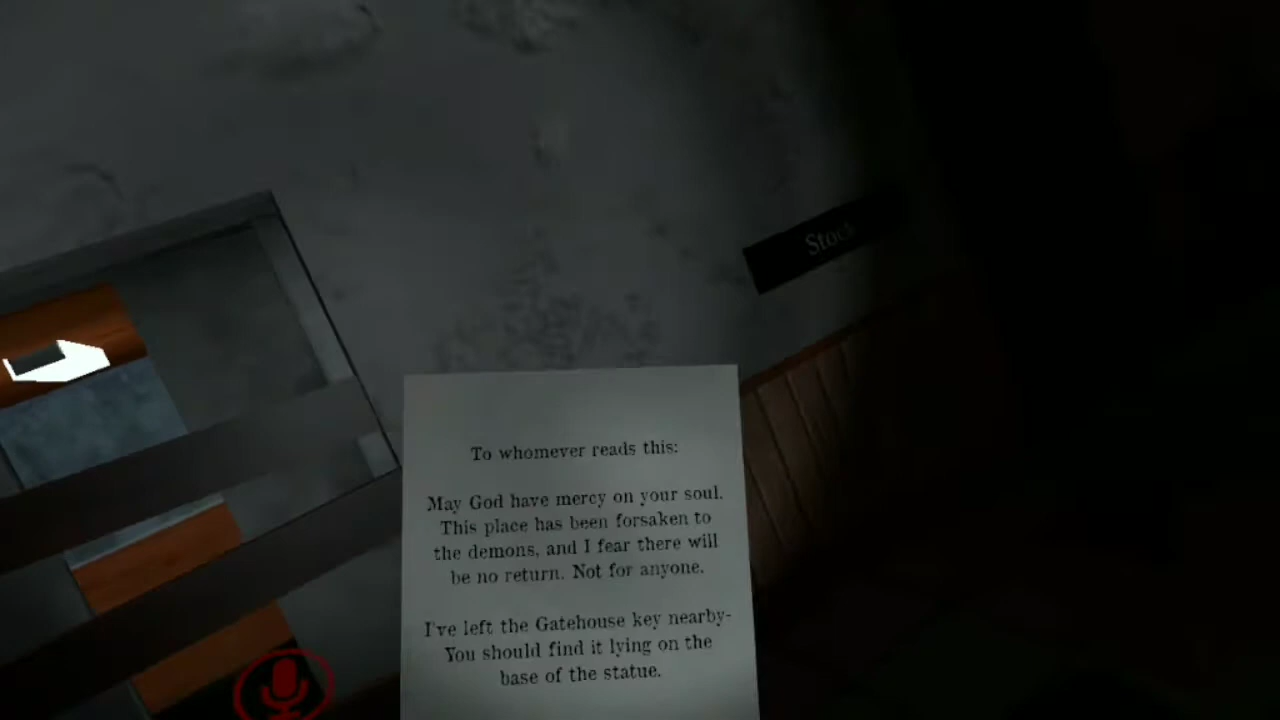 To whomever reads this:
May God have mercy on your soul.
This place has been forsaken to
the demons, and I fear there will
be no return. Not for anyone.
I've left the Gatehouse key nearby-
You should find it lying on the
base of the statue.